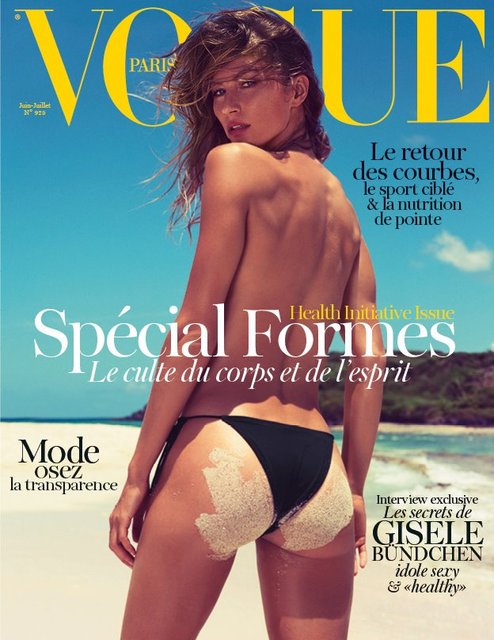 VOGUE
PARIS
Juin-Juillet
N° 928
Le retour
des courbes,
le sport ciblé
& la nutrition
de pointe
Health Initiative Issue
Spécial Formes
Le culte du corps et de l'esprit
Mode
osez
la transparence
Interview exclusive
Les secrets de
GISELE
BÜNDCHEN
idole sexy
& «healthy»